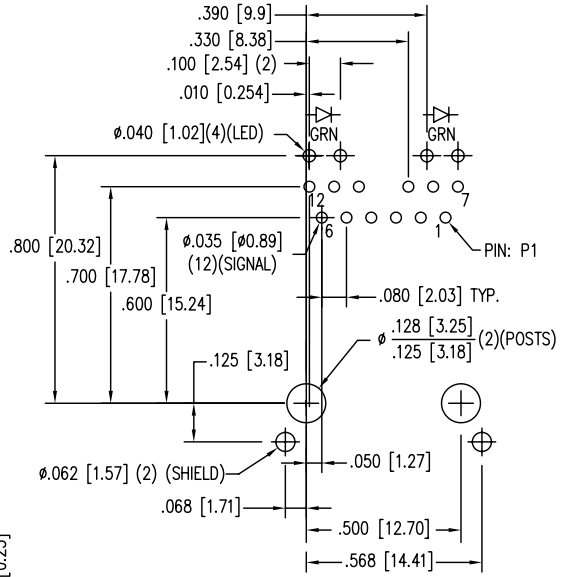 .390 [9.9]
.330 [8.38]
.100 [2.54] (2)
.010 [0.254]
GRN
GRN
ø.040 [1.02](4)(LED)
12
7
6
1
.800 [20.32]
.700 [17.78]
.600 [15.24]
ø.035 [ø0.89]
(12)(SIGNAL)
PIN: P1
.080 [2.03] TYP.
ø .128 [3.25]
.125 [3.18] (2)(POSTS)
.125 [3.18]
ø.062 [1.57] (2) (SHIELD)
.050 [1.27]
.068 [1.71]
.500 [12.70]
.568 [14.41]